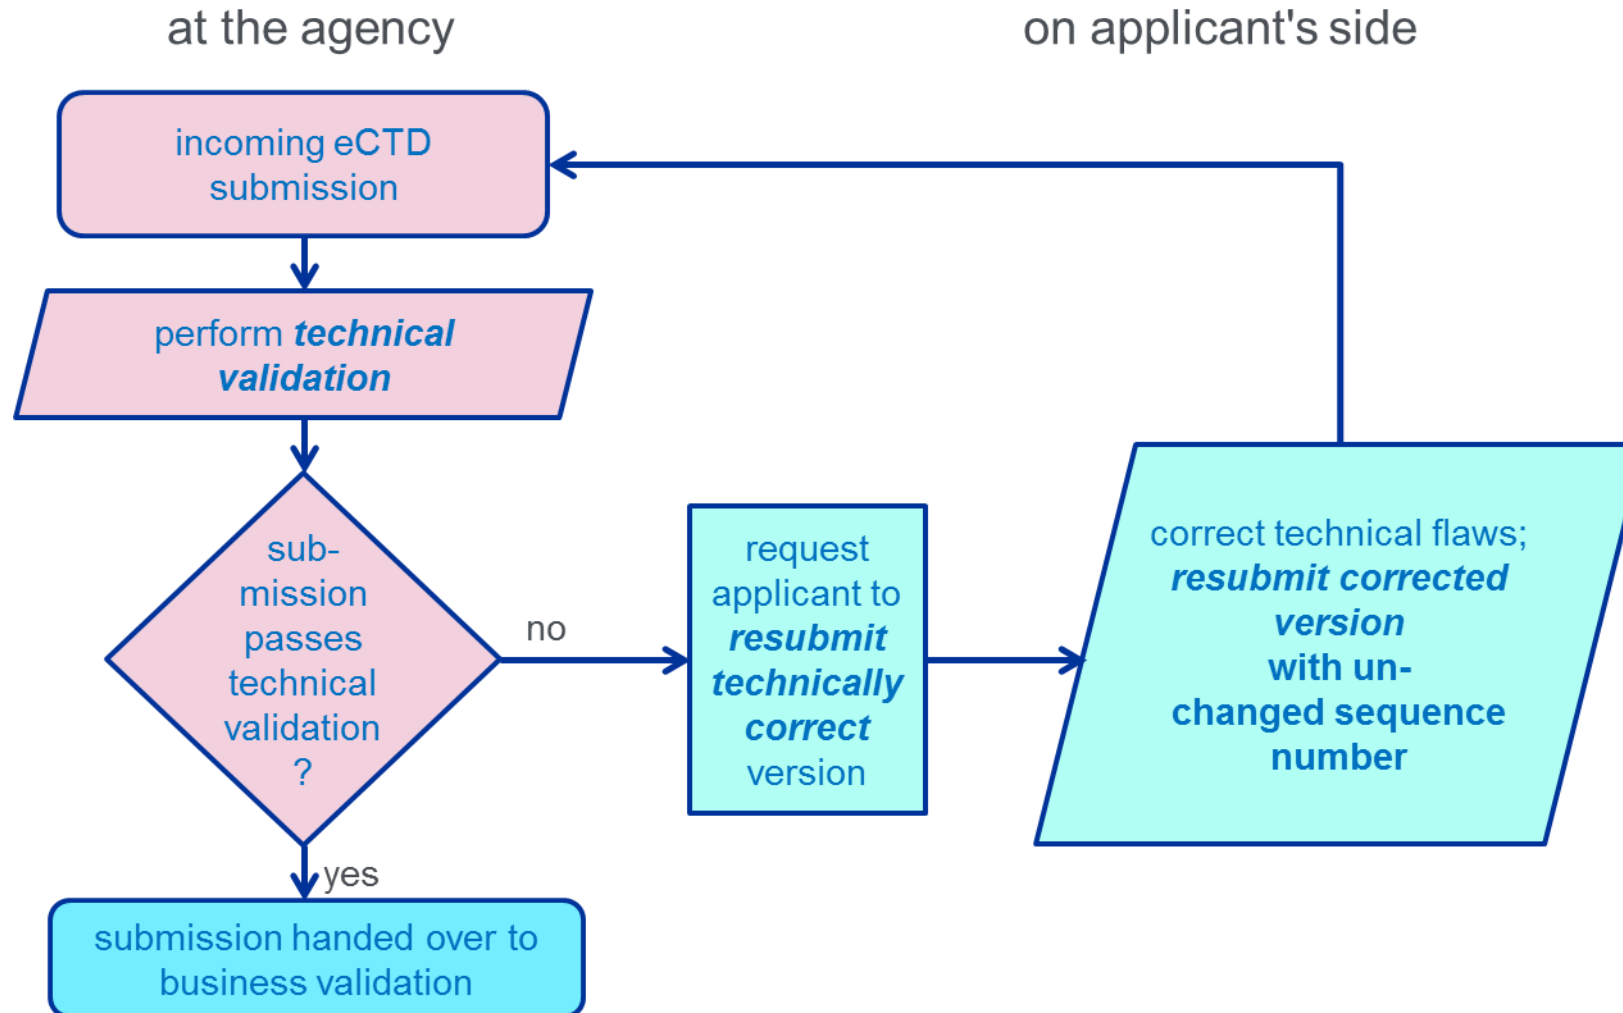 at the agency
on applicant's side
incoming eCTD
submission
perform technical
validation
sub-
mission
passes
technical
validation
?
no
request
applicant to
resubmit
technically
correct
version
correct technical flaws;
resubmit corrected
version
with un-
changed sequence
number
yes
submission handed over to
business validation